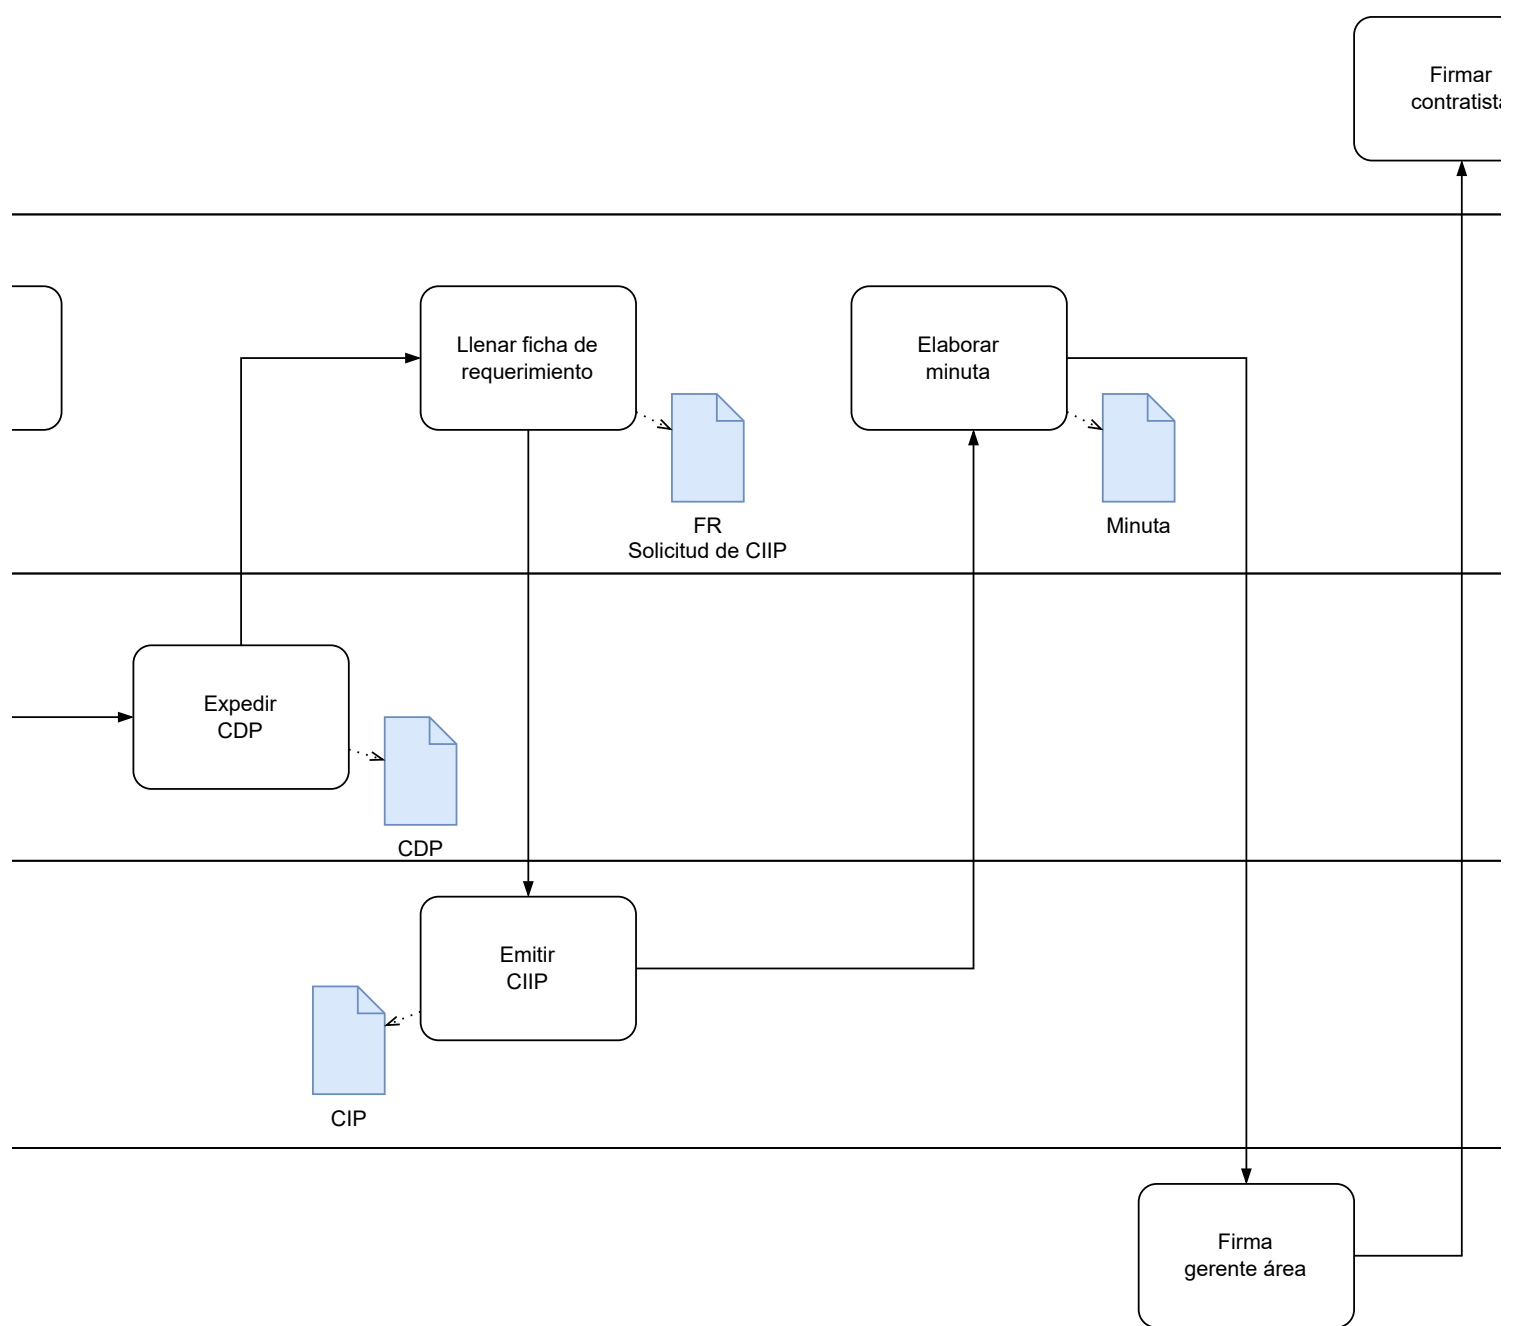 Firmar
contratista
Llenar ficha de
requerimiento
Elaborar
minuta
FR
Solicitud de CIIP
Minuta
Expedir
CDP
CDP
Emitir
CIIP
CIP
Firma
gerente área